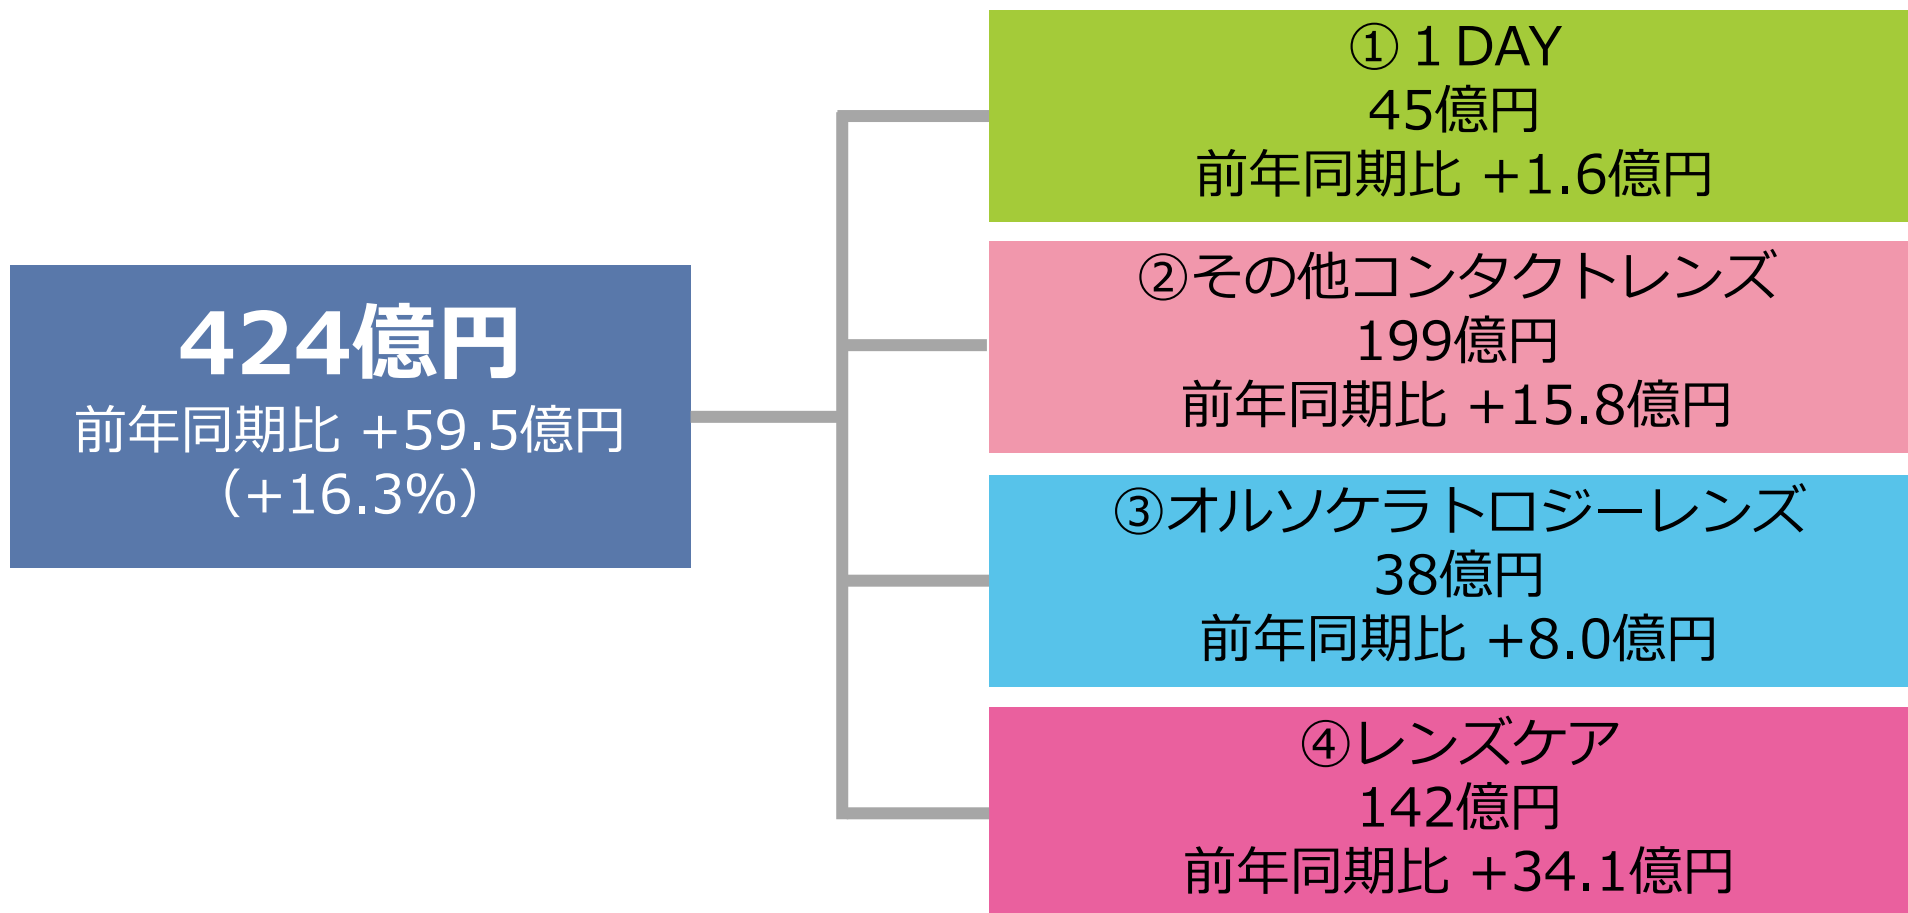 424億円
前年同期比 +59.5億円
（+16.3%）
①１DAY
45億円
前年同期比 +1.6億円
②その他コンタクトレンズ
199億円
前年同期比 +15.8億円
③オルソケラトロジーレンズ
38億円
前年同期比 +8.0億円
④レンズケア
142億円
前年同期比 +34.1億円